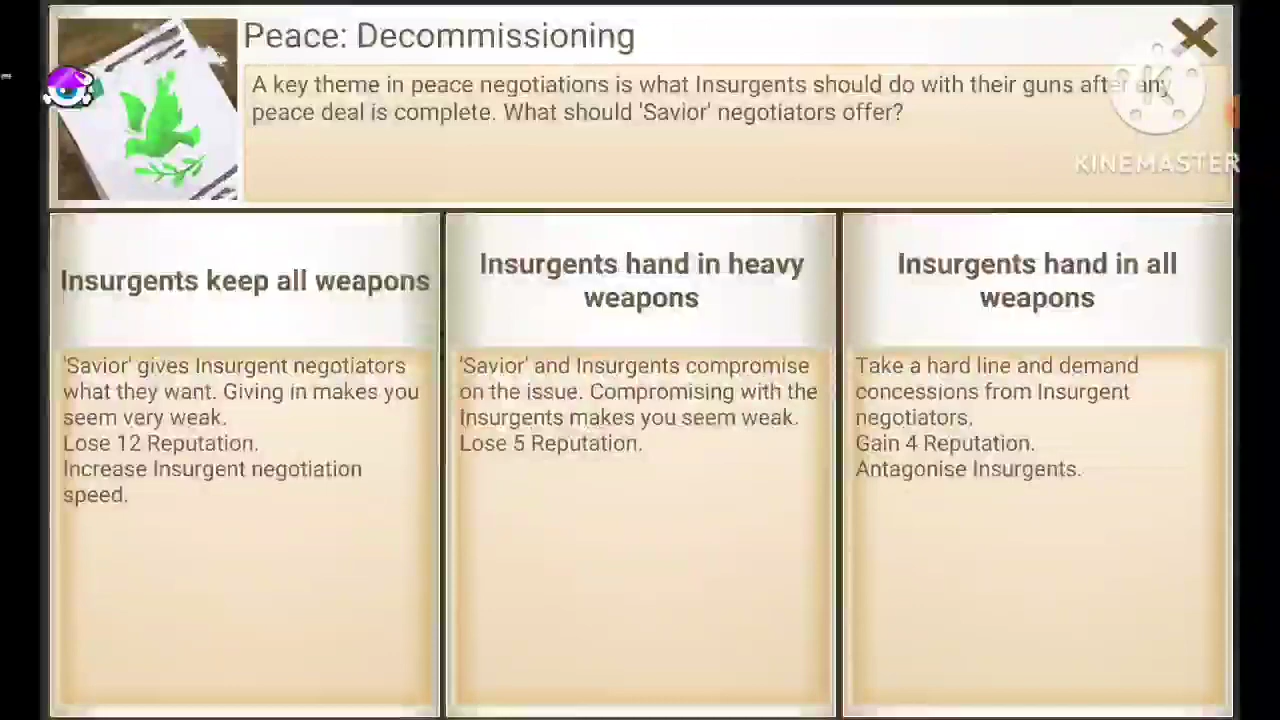 Peace: Decommissioning
A key theme in peace negotiations is what Insurgents should do with their guns after any
peace deal is complete. What should 'Savior' negotiators offer?
KINEMASTER
Insurgents keep all weapons
'Savior' gives Insurgent negotiators
what they want. Giving in makes you
seem very weak.
Lose 12 Reputation.
Increase Insurgent negotiation
speed.
Insurgents hand in heavy
weapons
'Savior' and Insurgents compromise
on the issue. Compromising with the
Insurgents makes you seem weak.
Lose 5 Reputation.
Insurgents hand in all
weapons
Take a hard line and demand
concessions from Insurgent
negotiators.
Gain 4 Reputation.
Antagonise Insurgents.